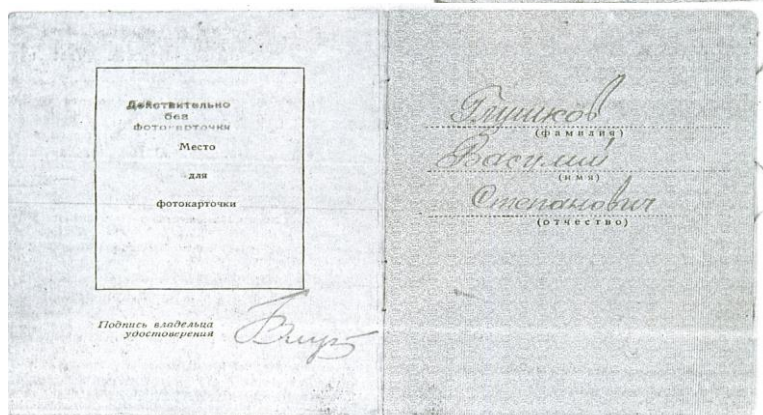 Действительно
без
фотокарточки
Место
для
фотокарточки
Подпись владельца
удостоверения
Глушков
(фамилия)
Василий
(имя)
Степанович
(отчество)